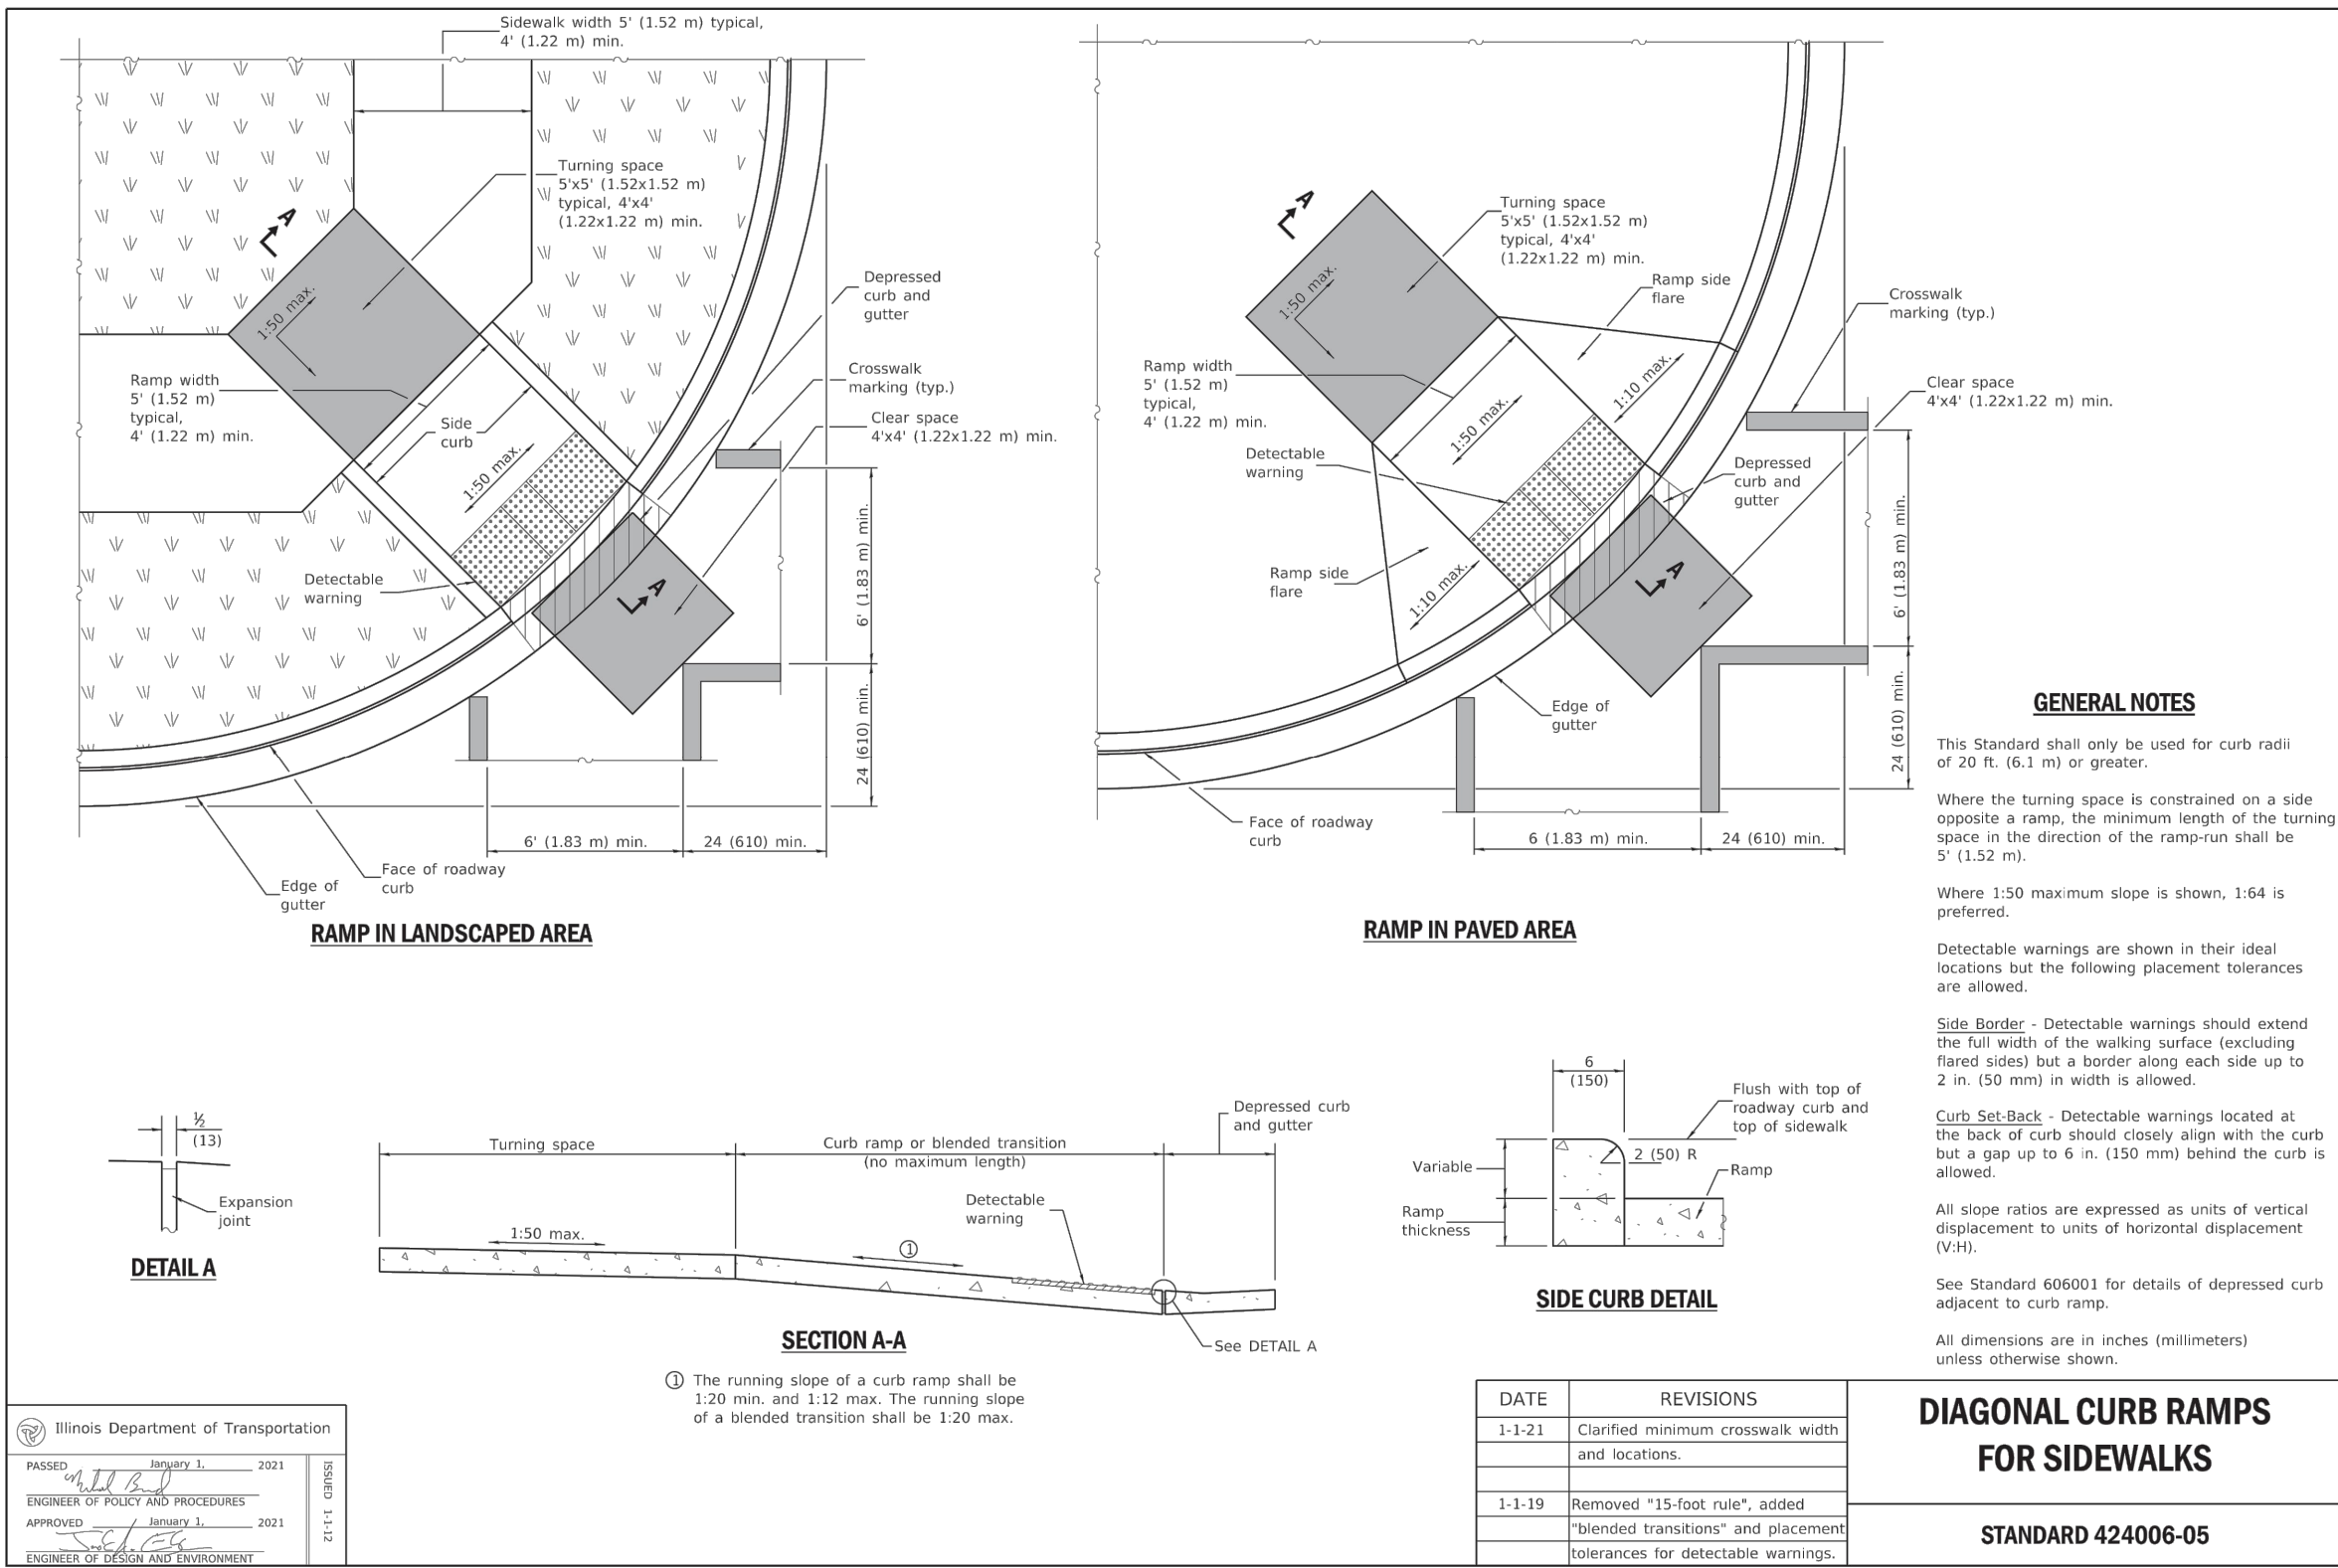 Sidewalk width 5' (1.52 m) typical,
4' (1.22 m) min.
Turning space
5'x5' (1.52x1.52 m)
typical, 4'x4'
(1.22x1.22 m) min.
A
1:50 max.
Depressed
curb and
gutter
Crosswalk
marking (typ.)
Clear space
4'x4' (1.22x1.22 m) min.
Ramp width
5' (1.52 m)
typical,
4' (1.22 m) min.
Side
curb
1:50 max.
Detectable
warning
A
6' (1.83 m) min.
24 (610) min.
6' (1.83 m) min.
24 (610) min.
Face of roadway
curb
Edge of
gutter
RAMP IN LANDSCAPED AREA
A
Turning space
5'x5' (1.52x1.52 m)
typical, 4'x4'
(1.22x1.22 m) min.
1:50 max.
Ramp side
flare
Crosswalk
marking (typ.)
Ramp width
5' (1.52 m)
typical,
4' (1.22 m) min.
1:10 max.
Clear space
4'x4' (1.22x1.22 m) min.
1:50 max.
Detectable
warning
Depressed
curb and
gutter
Ramp side
flare
1:10 max.
A
6' (1.83 m) min.
24 (610) min.
Edge of
gutter
Face of roadway
curb
6 (1.83 m) min.
24 (610) min.
RAMP IN PAVED AREA
GENERAL NOTES
This Standard shall only be used for curb radii
of 20 ft. (6.1 m) or greater.
Where the turning space is constrained on a side
opposite a ramp, the minimum length of the turning
space in the direction of the ramp-run shall be
5' (1.52 m).
Where 1:50 maximum slope is shown, 1:64 is
preferred.
Detectable warnings are shown in their ideal
locations but the following placement tolerances
are allowed.
Side Border - Detectable warnings should extend
the full width of the walking surface (excluding
flared sides) but a border along each side up to
2 in. (50 mm) in width is allowed.
Curb Set-Back - Detectable warnings located at
the back of curb should closely align with the curb
but a gap up to 6 in. (150 mm) behind the curb is
allowed.
All slope ratios are expressed as units of vertical
displacement to units of horizontal displacement
(V:H).
See Standard 606001 for details of depressed curb
adjacent to curb ramp.
All dimensions are in inches (millimeters)
unless otherwise shown.
½
(13)
Expansion
joint
DETAIL A
Turning space
Curb ramp or blended transition
(no maximum length)
Depressed curb
and gutter
Detectable
warning
1:50 max.
①
See DETAIL A
SECTION A-A
① The running slope of a curb ramp shall be
1:20 min. and 1:12 max. The running slope
of a blended transition shall be 1:20 max.
6
(150)
Flush with top of
roadway curb and
top of sidewalk
2 (50) R
Variable
Ramp
Ramp
thickness
SIDE CURB DETAIL
Illinois Department of Transportation
PASSED January 1, 2021
ENGINEER OF POLICY AND PROCEDURES
APPROVED January 1, 2021
ENGINEER OF DESIGN AND ENVIRONMENT
ISSUED 1-1-12
DATE REVISIONS
1-1-21 Clarified minimum crosswalk width
and locations.
1-1-19 Removed "15-foot rule", added
"blended transitions" and placement
tolerances for detectable warnings.
DIAGONAL CURB RAMPS
FOR SIDEWALKS
STANDARD 424006-05